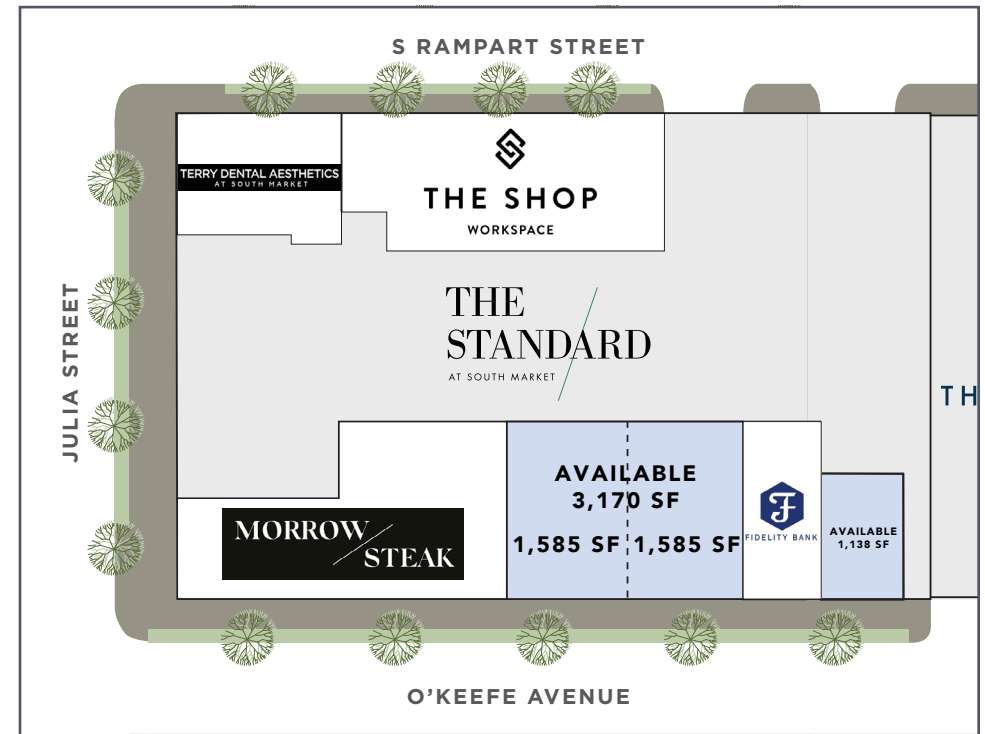 S RAMPART STREET
TERRY DENTAL AESTHETICS
AT SOUTH MARKET
THE SHOP
WORKSPACE
JULIA STREET
THE
STANDARD
AT SOUTH MARKET
TH
AVAILABLE
3,170 SF
1,585 SF
1,585 SF
MORROW
STEAK
F
FIDELITY BANK
AVAILABLE
1,138 SF
O'KEEFE AVENUE